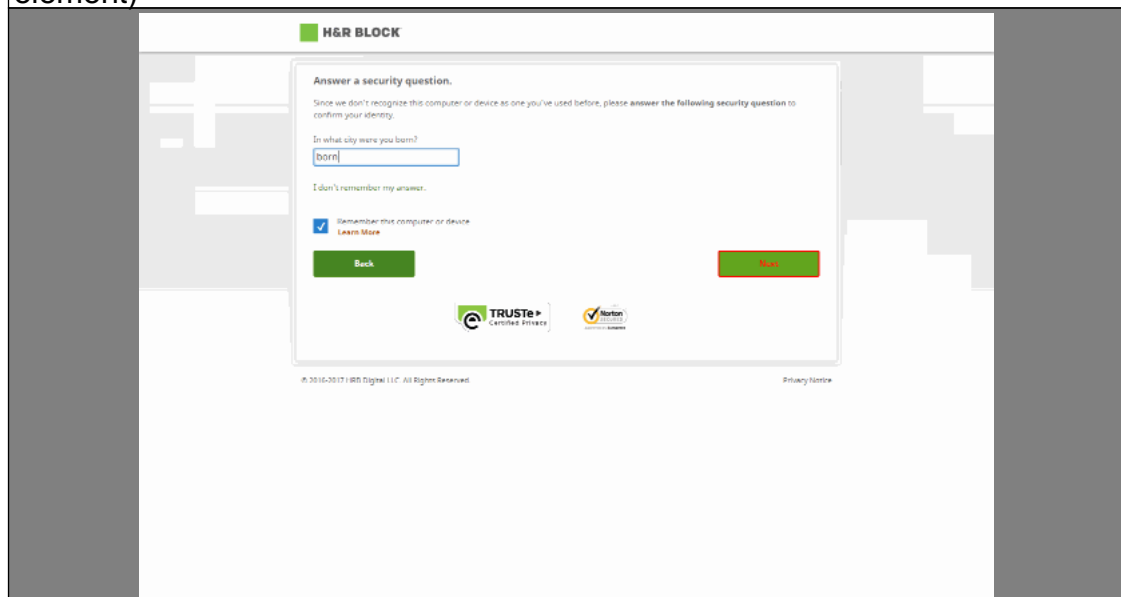 element)
H&R BLOCK
Answer a security question.
Since we don't recognize this computer or device as one you've used before, please answer the following security question to
confirm your identity.
In what city were you born?
born
I don't remember my answer.
Remember this computer or device
Learn More
Back
Next
TRUSTe
Certified Privacy
Norton
SECURED
© 2016-2017 HRB Digital LLC. All Rights Reserved.
Privacy Notice